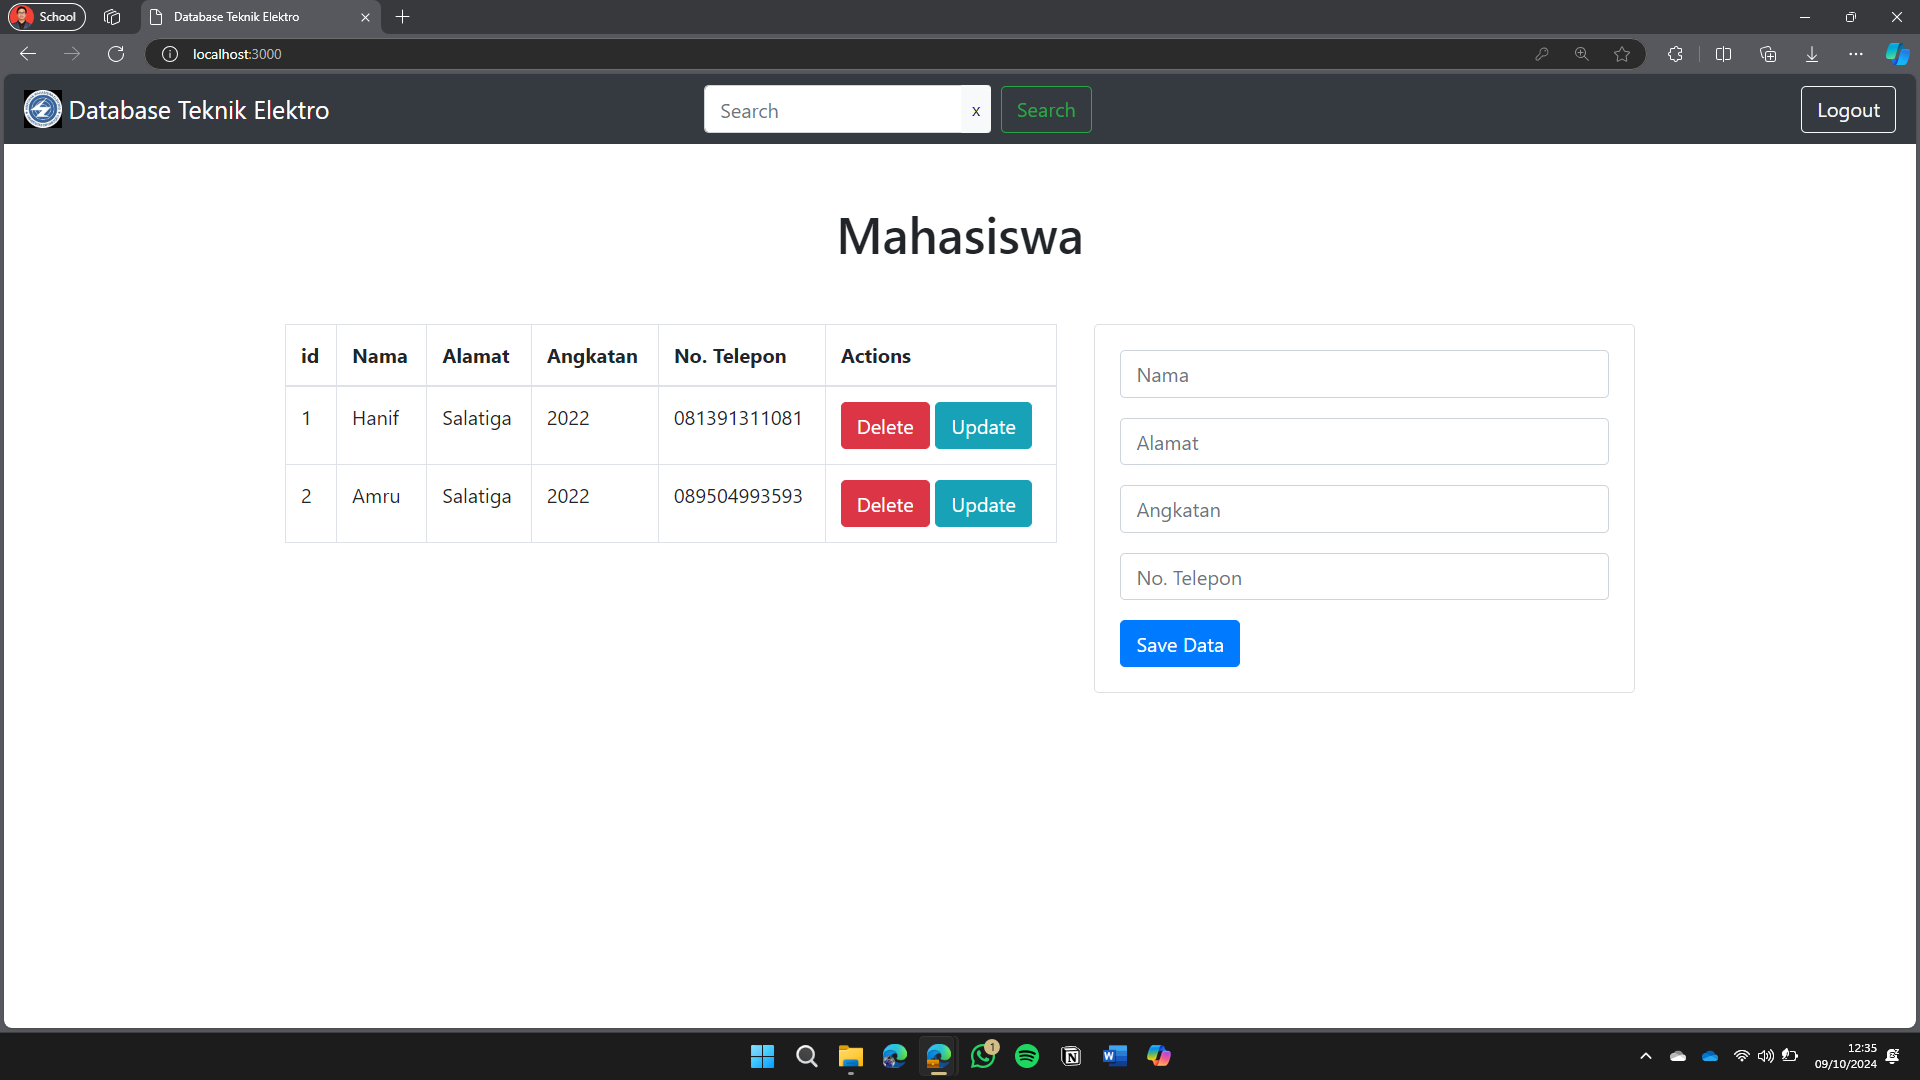 School
Database Teknik Elektro
localhost:3000
Database Teknik Elektro
Search
x
Search
Logout
Mahasiswa
id Nama Alamat Angkatan No. Telepon Actions
1 Hanif Salatiga 2022 081391311081 Delete Update
2 Amru Salatiga 2022 089504993593 Delete Update
Nama
Alamat
Angkatan
No. Telepon
Save Data
1
12:35
09/10/2024